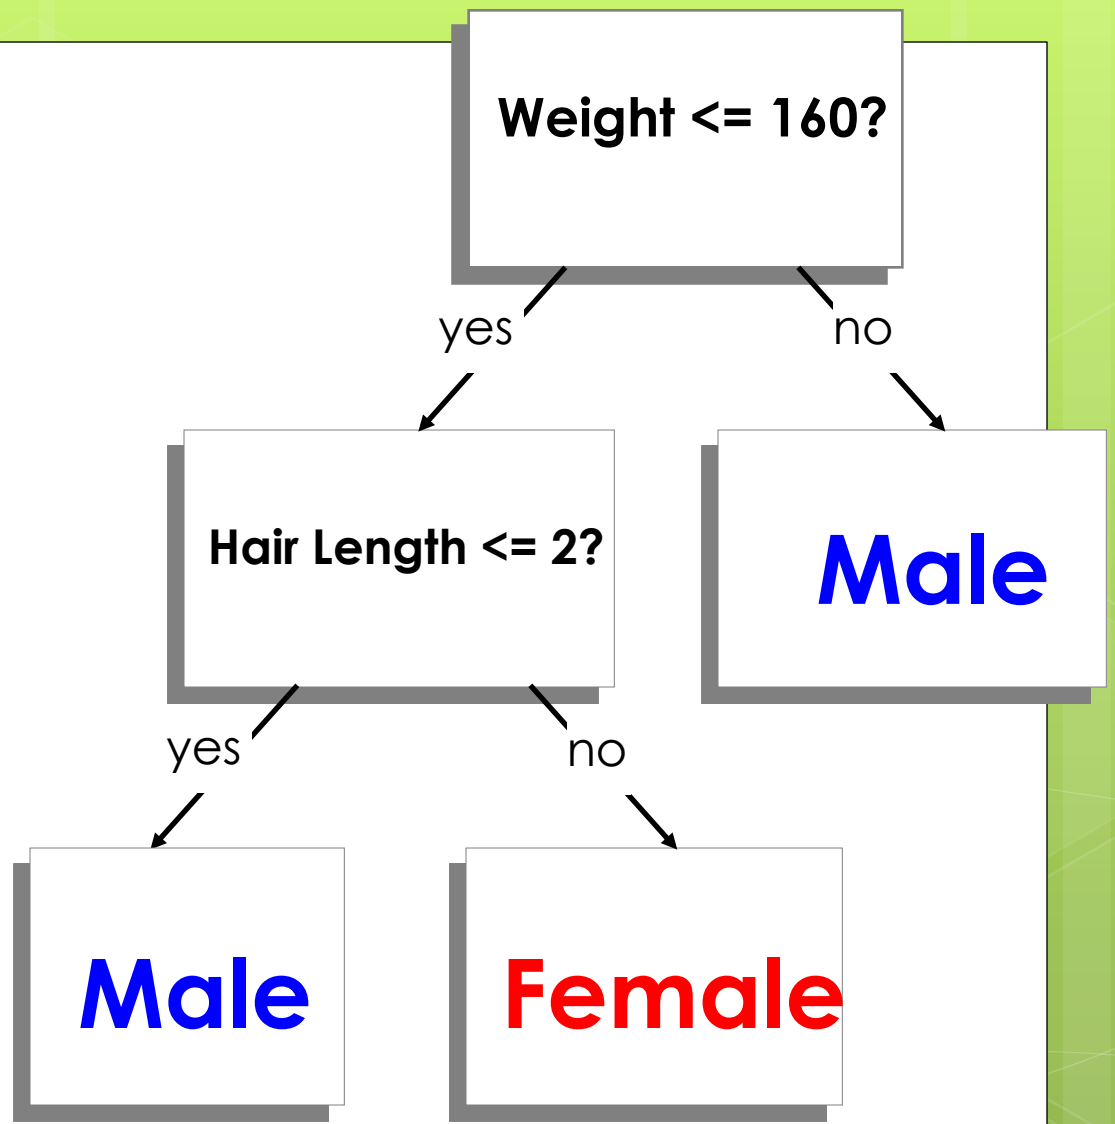 Weight <= 160?
yes
no
Hair Length <= 2?
Male
yes
no
Male
Female